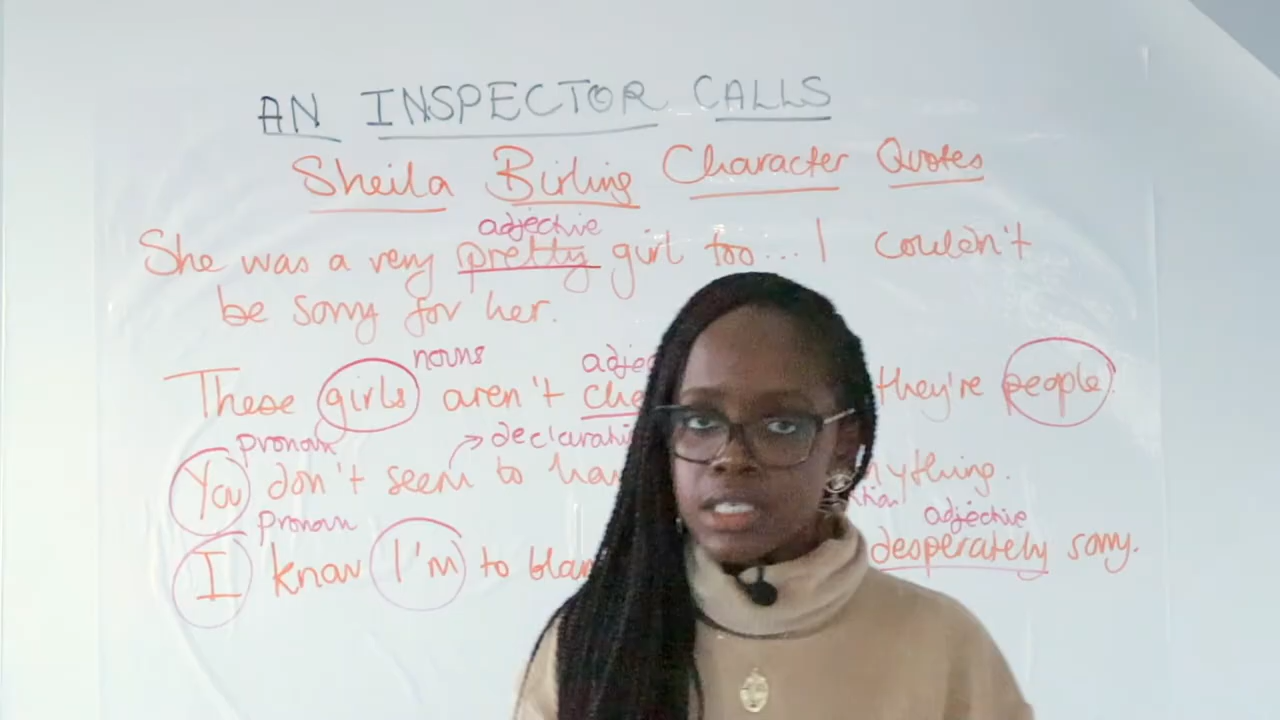 AN INSPECTOR CALLS
Sheila Birling Character Quotes
adjective
She was a very pretty girl too... I couldn't
be sorry for her.
nouns
These girls aren't they're people.
pronoun
You don't seem to anything.
Pronoun adjective
I know I'm to desperately sorry.